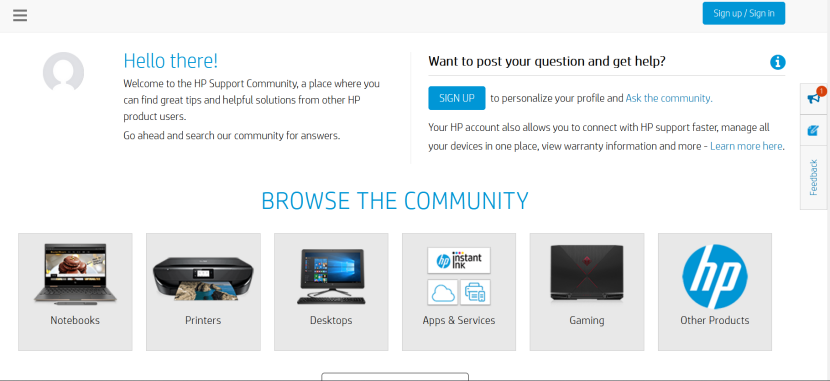 Sign up / Sign In
Hello there!
Welcome to the HP Support Community, a place where you
can find great tips and helpful solutions from other HP
product users.
Go ahead and search our community for answers.
Want to post your question and get help?
i
SIGN UP to personalize your profile and Ask the community.
Your HP account also allows you to connect with HP support faster, manage all
your devices in one place, view warranty information and more - Learn more here.
!
Feedback
BROWSE THE COMMUNITY
hp instant
ink
hp
Notebooks
Printers
Desktops
Apps & Services
Gaming
Other Products